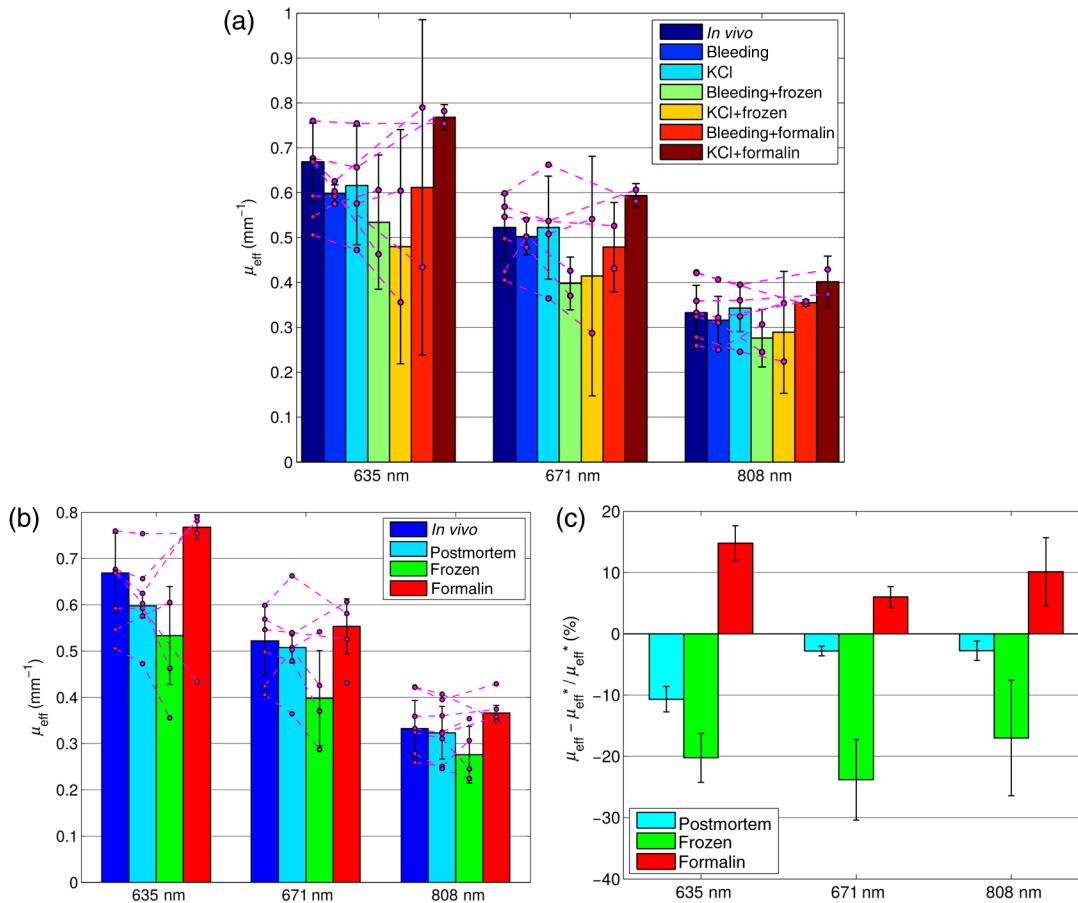 (a)
1
0.9
0.8
0.7
0.6
0.5
0.4
0.3
0.2
0.1
0
μeff (mm−1)
In vivo
Bleeding
KCl
Bleeding+frozen
KCl+frozen
Bleeding+formalin
KCl+formalin
635 nm 671 nm 808 nm
(b)
0.8
0.7
0.6
0.5
0.4
0.3
0.2
0.1
0
μeff (mm−1)
In vivo
Postmortem
Frozen
Formalin
635 nm 671 nm 808 nm
(c)
20
10
0
−10
−20
−30
−40
μeff − μeff* / μeff* (%)
Postmortem
Frozen
Formalin
635 nm 671 nm 808 nm